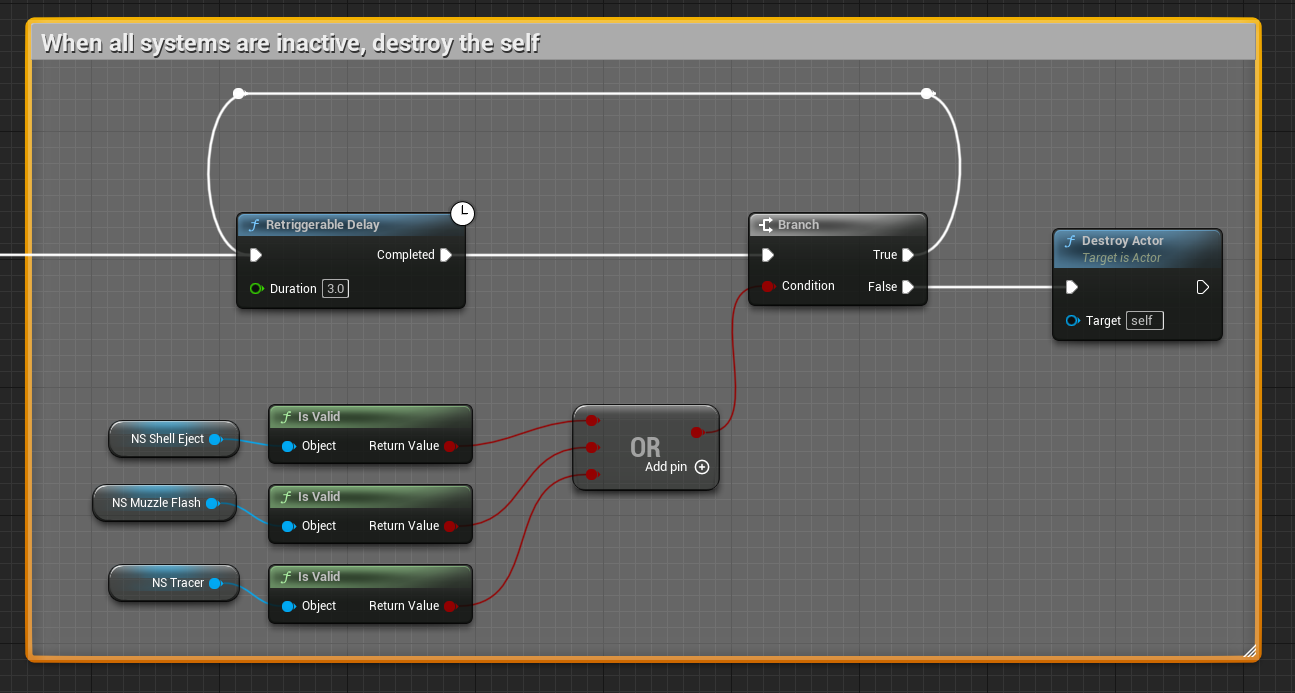 When all systems are inactive, destroy the self
Retriggerable Delay
Completed
Duration 3.0
Branch
True
Condition False
Destroy Actor
Target is Actor
Target self
NS Shell Eject
Is Valid
Object Return Value
NS Muzzle Flash
Is Valid
Object Return Value
NS Tracer
Is Valid
Object Return Value
OR
Add pin